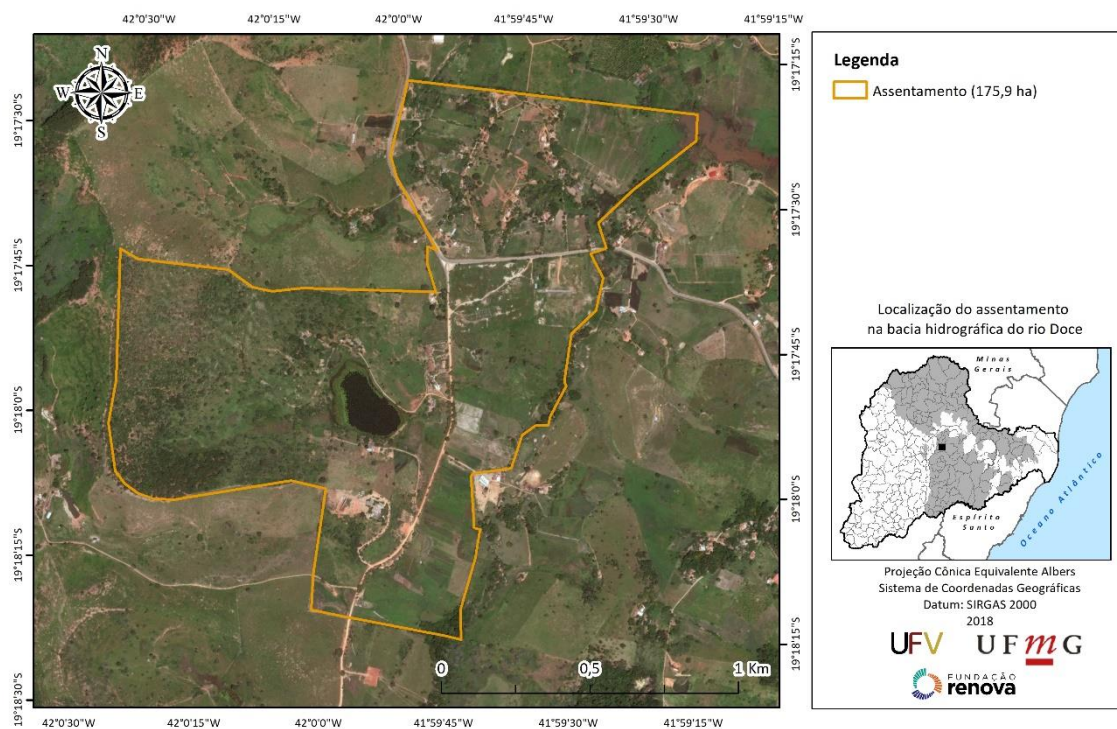 42°0'30"W 42°0'15"W 42°0'0"W 41°59'45"W 41°59'30"W 41°59'15"W
N
W E
S
19°17'30"S
19°17'45"S
19°18'0"S
19°18'15"S
19°18'30"S
19°17'15"S
19°17'30"S
19°17'45"S
19°18'0"S
19°18'15"S
0 0,5 1 Km
42°0'30"W 42°0'15"W 42°0'0"W 41°59'45"W 41°59'30"W 41°59'15"W
Legenda
Assentamento (175,9 ha)
Localização do assentamento
na bacia hidrográfica do rio Doce
Minas
Gerais
Espírito
Santo
Oceano Atlântico
Projeção Cônica Equivalente Albers
Sistema de Coordenadas Geográficas
Datum: SIRGAS 2000
2018
UFV UFmG
FUNDAÇÃO
renova